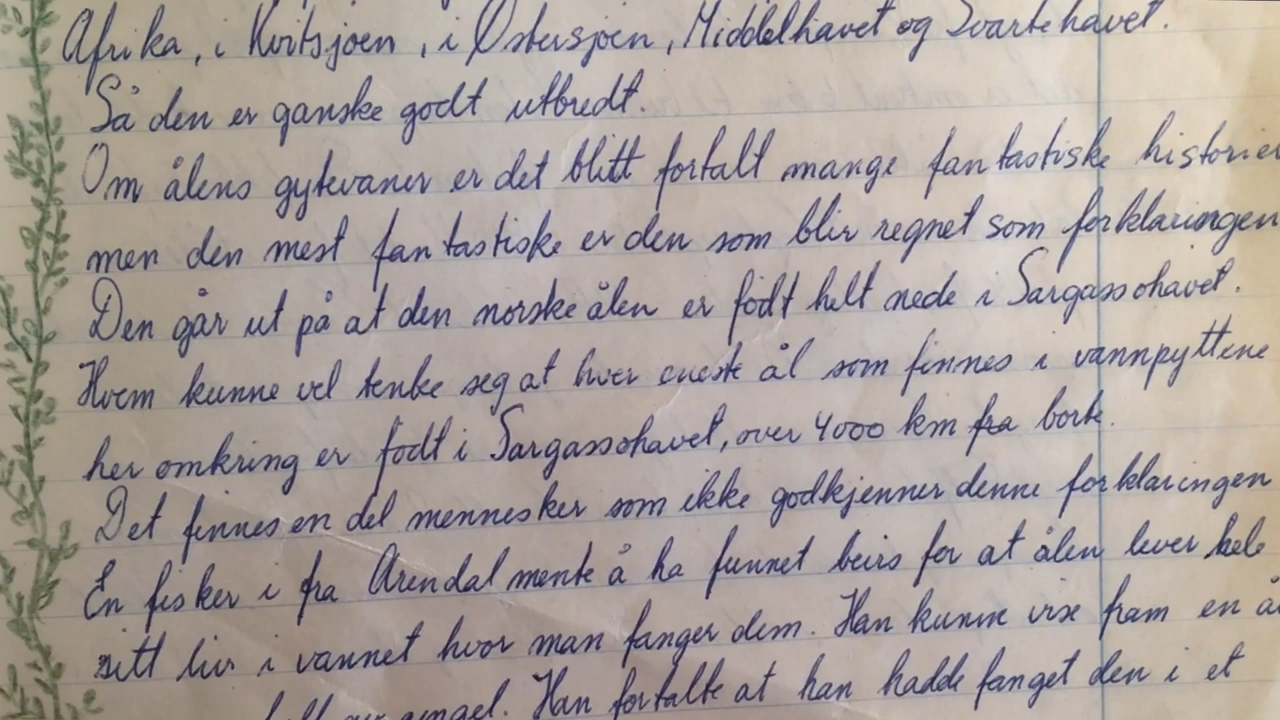 Afrika, i Kvitsjøen, i Østersjøen, Middelhavet og Svartehavet.
Så den er ganske godt utbredt.
Om ålens gytevaner er det blitt fortalt mange fantastiske historier
men den mest fantastiske er den som blir regnet som forklaringen
Den går ut på at den norske ålen er født helt nede i Sargassohavet.
Hvem kunne vel tenke seg at hver eneste ål som finnes i vannpyttene
her omkring er født i Sargassohavet, over 4000 km fra borte.
Det finnes en del mennesker som ikke godkjenner denne forklaringen
En fisker i fra Arendal mente å ha funnet beivs for at ålen lever hele
sitt liv i vannet hvor man fanger dem. Han kunne vise fram en
Han fortalte at han hadde fanget den i et